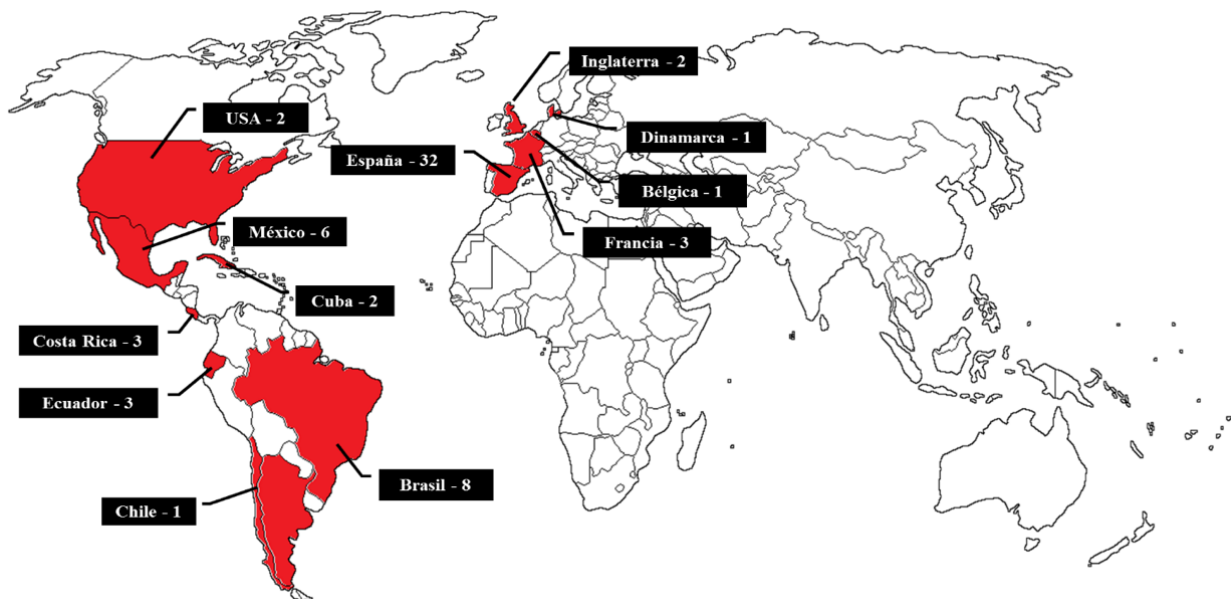 Inglaterra - 2
USA - 2
Dinamarca - 1
España - 32
Bélgica - 1
México - 6
Francia - 3
Cuba - 2
Costa Rica - 3
Ecuador - 3
Brasil - 8
Chile - 1